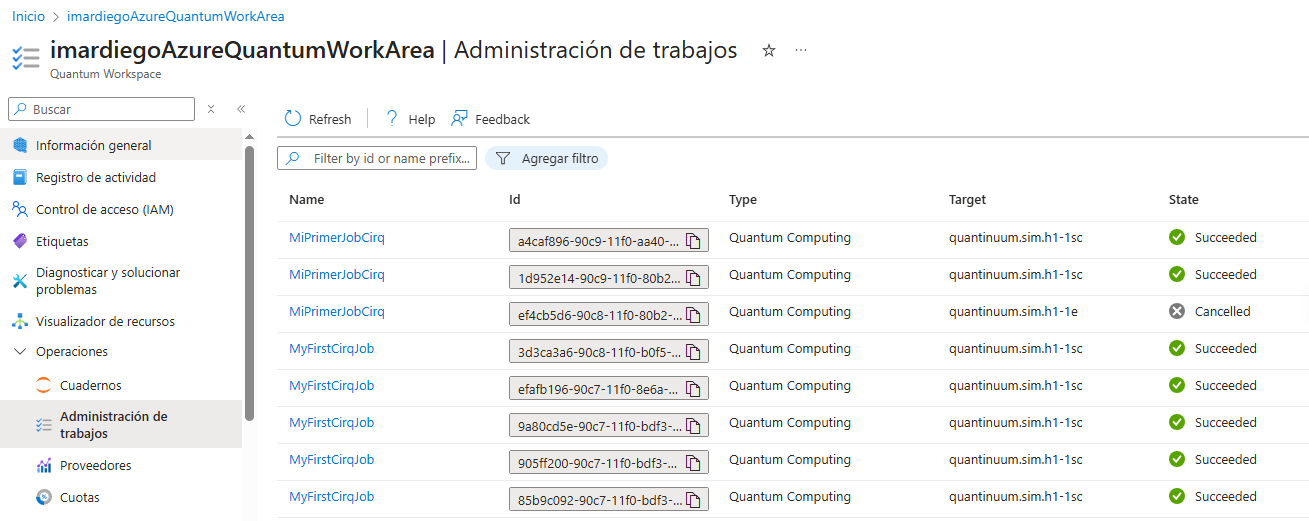 Inicio > imardiegoAzureQuantumWorkArea
imardiegoAzureQuantumWorkArea | Administración de trabajos
Quantum Workspace
Buscar
Información general
Registro de actividad
Control de acceso (IAM)
Etiquetas
Diagnosticar y solucionar
problemas
Visualizador de recursos
Operaciones
Cuadernos
Administración de
trabajos
Proveedores
Cuotas
Refresh | Help Feedback
Filter by id or name prefix... Agregar filtro
Name Id Type Target State
MiPrimerJobCirq a4caf896-90c9-11f0-aa40-... Quantum Computing quantinuum.sim.h1-1sc Succeeded
MiPrimerJobCirq 1d952e14-90c9-11f0-80b2... Quantum Computing quantinuum.sim.h1-1sc Succeeded
MiPrimerJobCirq ef4cb5d6-90c8-11f0-80b2-... Quantum Computing quantinuum.sim.h1-1e Cancelled
MyFirstCirqJob 3d3ca3a6-90c8-11f0-b0f5-... Quantum Computing quantinuum.sim.h1-1sc Succeeded
MyFirstCirqJob efafb196-90c7-11f0-8e6a-... Quantum Computing quantinuum.sim.h1-1sc Succeeded
MyFirstCirqJob 9a80cd5e-90c7-11f0-bdf3-... Quantum Computing quantinuum.sim.h1-1sc Succeeded
MyFirstCirqJob 905ff200-90c7-11f0-bdf3-... Quantum Computing quantinuum.sim.h1-1sc Succeeded
MyFirstCirqJob 85b9c092-90c7-11f0-bdf3-... Quantum Computing quantinuum.sim.h1-1sc Succeeded